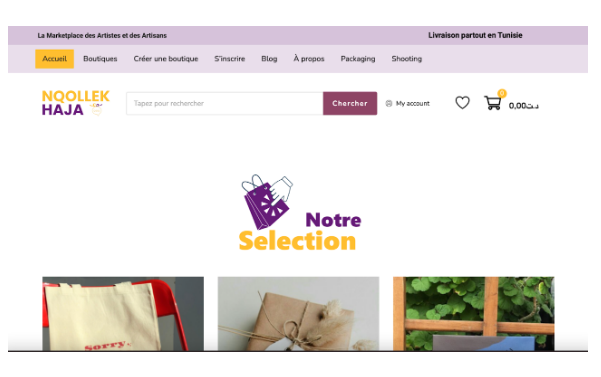 La Marketplace des Artistes et des Artisans
Livraison partout en Tunisie
Accueil Boutiques Créer une boutique S'inscrire Blog À propos Packaging Shooting
NQOLLEK
HAJA
Tapez pour rechercher
Chercher
My account
0
0,00د.ت
Notre
Selection
sorry.